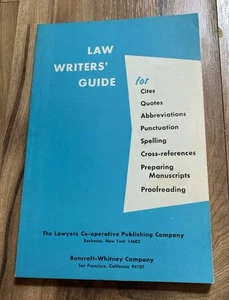 LAW
WRITERS'
GUIDE
for
Cites
Quotes
Abbreviations
Punctuation
Spelling
Cross-references
Preparing
Manuscripts
Proofreading
The Lawyers Co-operative Publishing Company
Rochester, New York 14603
Bancroft-Whitney Company
San Francisco, California 94107